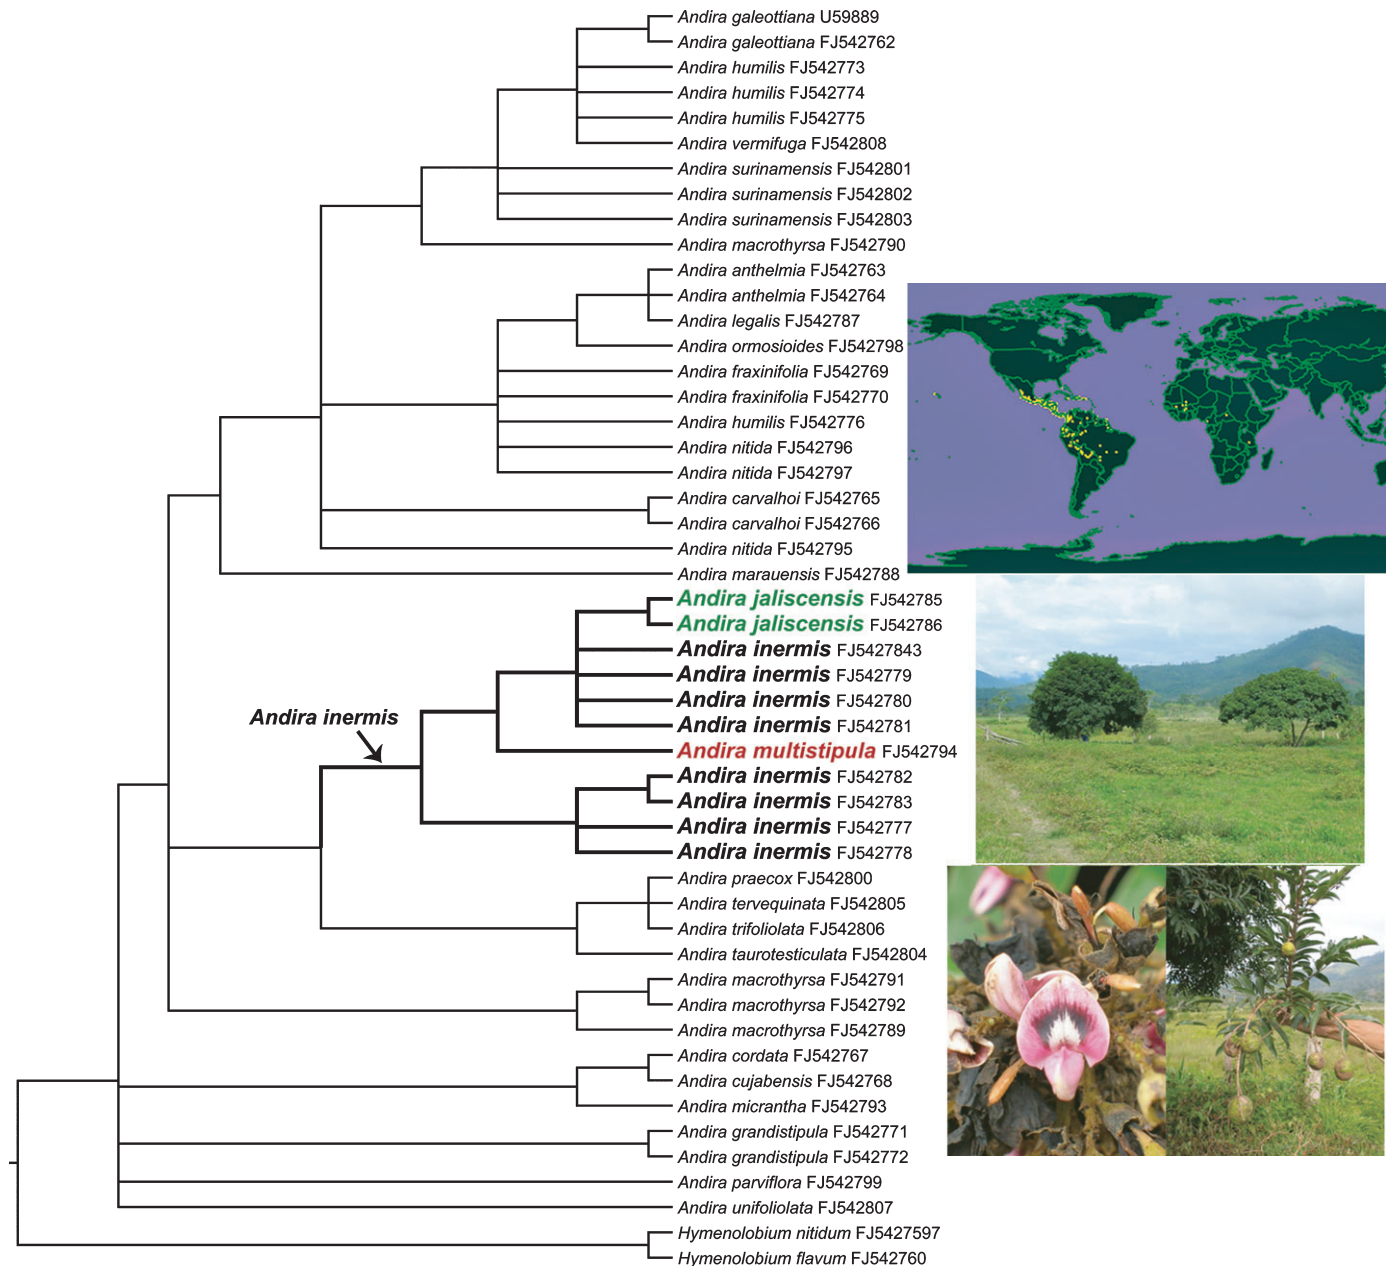 Andira galeottiana U59889
Andira galeottiana FJ542762
Andira humilis FJ542773
Andira humilis FJ542774
Andira humilis FJ542775
Andira vermifuga FJ542808
Andira surinamensis FJ542801
Andira surinamensis FJ542802
Andira surinamensis FJ542803
Andira macrothyrsa FJ542790
Andira anthelmia FJ542763
Andira anthelmia FJ542764
Andira legalis FJ542787
Andira ormosioides FJ542798
Andira fraxinifolia FJ542769
Andira fraxinifolia FJ542770
Andira humilis FJ542776
Andira nitida FJ542796
Andira nitida FJ542797
Andira carvalhoi FJ542765
Andira carvalhoi FJ542766
Andira nitida FJ542795
Andira marauensis FJ542788
Andira jaliscensis FJ542785
Andira jaliscensis FJ542786
Andira inermis FJ5427843
Andira inermis FJ542779
Andira inermis FJ542780
Andira inermis FJ542781
Andira inermis
Andira multistipula FJ542794
Andira inermis FJ542782
Andira inermis FJ542783
Andira inermis FJ542777
Andira inermis FJ542778
Andira praecox FJ542800
Andira tervequinata FJ542805
Andira trifoliolata FJ542806
Andira taurotesticulata FJ542804
Andira macrothyrsa FJ542791
Andira macrothyrsa FJ542792
Andira macrothyrsa FJ542789
Andira cordata FJ542767
Andira cujabensis FJ542768
Andira micrantha FJ542793
Andira grandistipula FJ542771
Andira grandistipula FJ542772
Andira parviflora FJ542799
Andira unifoliolata FJ542807
Hymenolobium nitidum FJ5427597
Hymenolobium flavum FJ542760